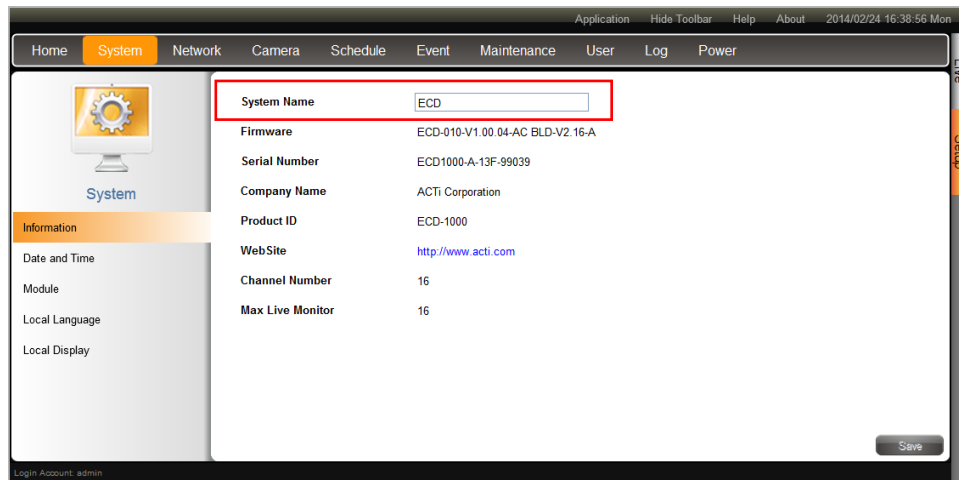 Application Hide Toolbar Help About 2014/02/24 16:38:56 Mon
Home System Network Camera Schedule Event Maintenance User Log Power
Live
Setup
System
Information
Date and Time
Module
Local Language
Local Display
System Name ECD
Firmware ECD-010-V1.00.04-AC BLD-V2.16-A
Serial Number ECD1000-A-13F-99039
Company Name ACTi Corporation
Product ID ECD-1000
WebSite http://www.acti.com
Channel Number 16
Max Live Monitor 16
Save
Login Account: admin